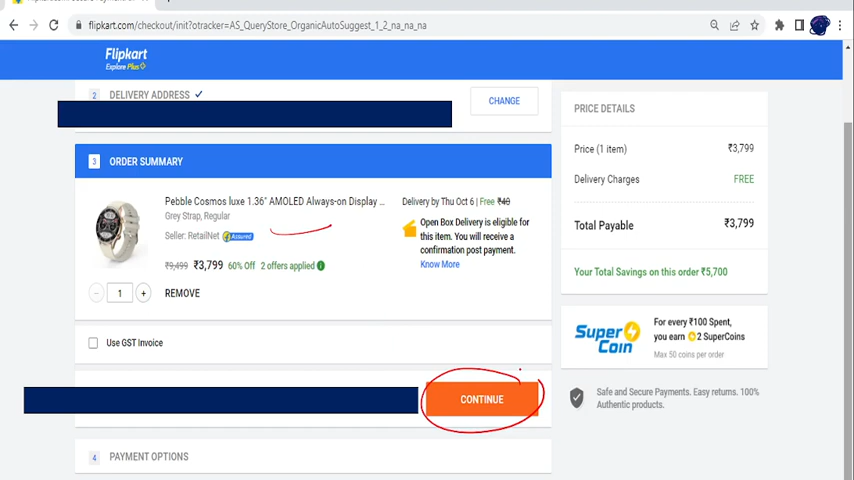 flipkart.com/checkout/init?otracker=AS_QueryStore_OrganicAutoSuggest_1_2_na_na_na
Flipkart
Explore Plus
2 DELIVERY ADDRESS ✓
CHANGE
3 ORDER SUMMARY
Pebble Cosmos luxe 1.36" AMOLED Always-on Display ...
Grey Strap, Regular
Seller: RetailNet Assured
₹9,499 ₹3,799 60% Off 2 offers applied
Delivery by Thu Oct 6 | Free ₹40
Open Box Delivery is eligible for
this item. You will receive a
confirmation post payment.
Know More
− 1 + REMOVE
Use GST Invoice
CONTINUE
4 PAYMENT OPTIONS
PRICE DETAILS
Price (1 item) ₹3,799
Delivery Charges FREE
Total Payable ₹3,799
Your Total Savings on this order ₹5,700
Super Coin
For every ₹100 Spent,
you earn 2 SuperCoins
Max 50 coins per order
Safe and Secure Payments. Easy returns. 100%
Authentic products.